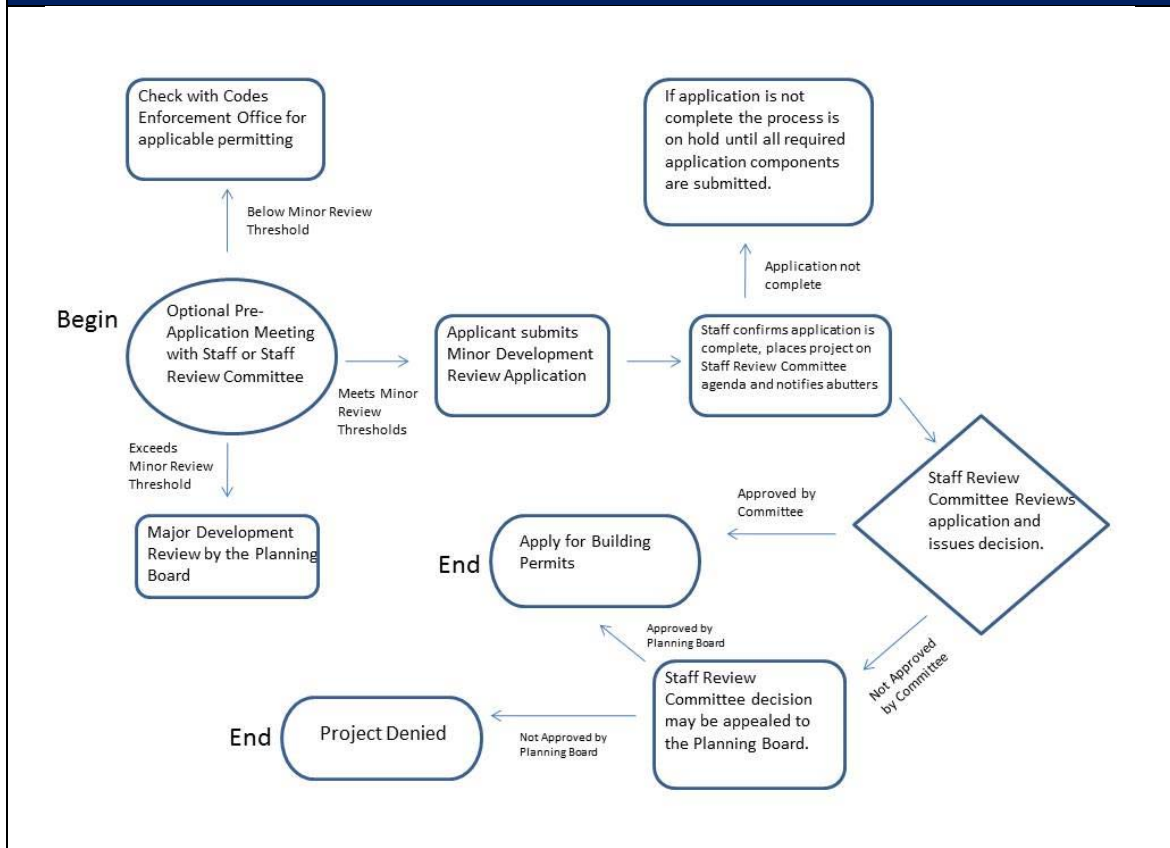 Check with Codes
Enforcement Office for
applicable permitting
If application is not
complete the process is
on hold until all required
application components
are submitted.
Below Minor Review
Threshold
Application not
complete
Begin
Optional Pre-
Application Meeting
with Staff or Staff
Review Committee
Meets Minor
Review
Thresholds
Applicant submits
Minor Development
Review Application
Staff confirms application is
complete, places project on
Staff Review Committee
agenda and notifies abutters
Exceeds
Minor Review
Threshold
Major Development
Review by the Planning
Board
Staff Review
Committee Reviews
application and
issues decision.
Approved by
Committee
End
Apply for Building
Permits
Approved by
Planning Board
Not Approved
by Committee
Staff Review
Committee decision
may be appealed to
the Planning Board.
Not Approved by
Planning Board
End
Project Denied